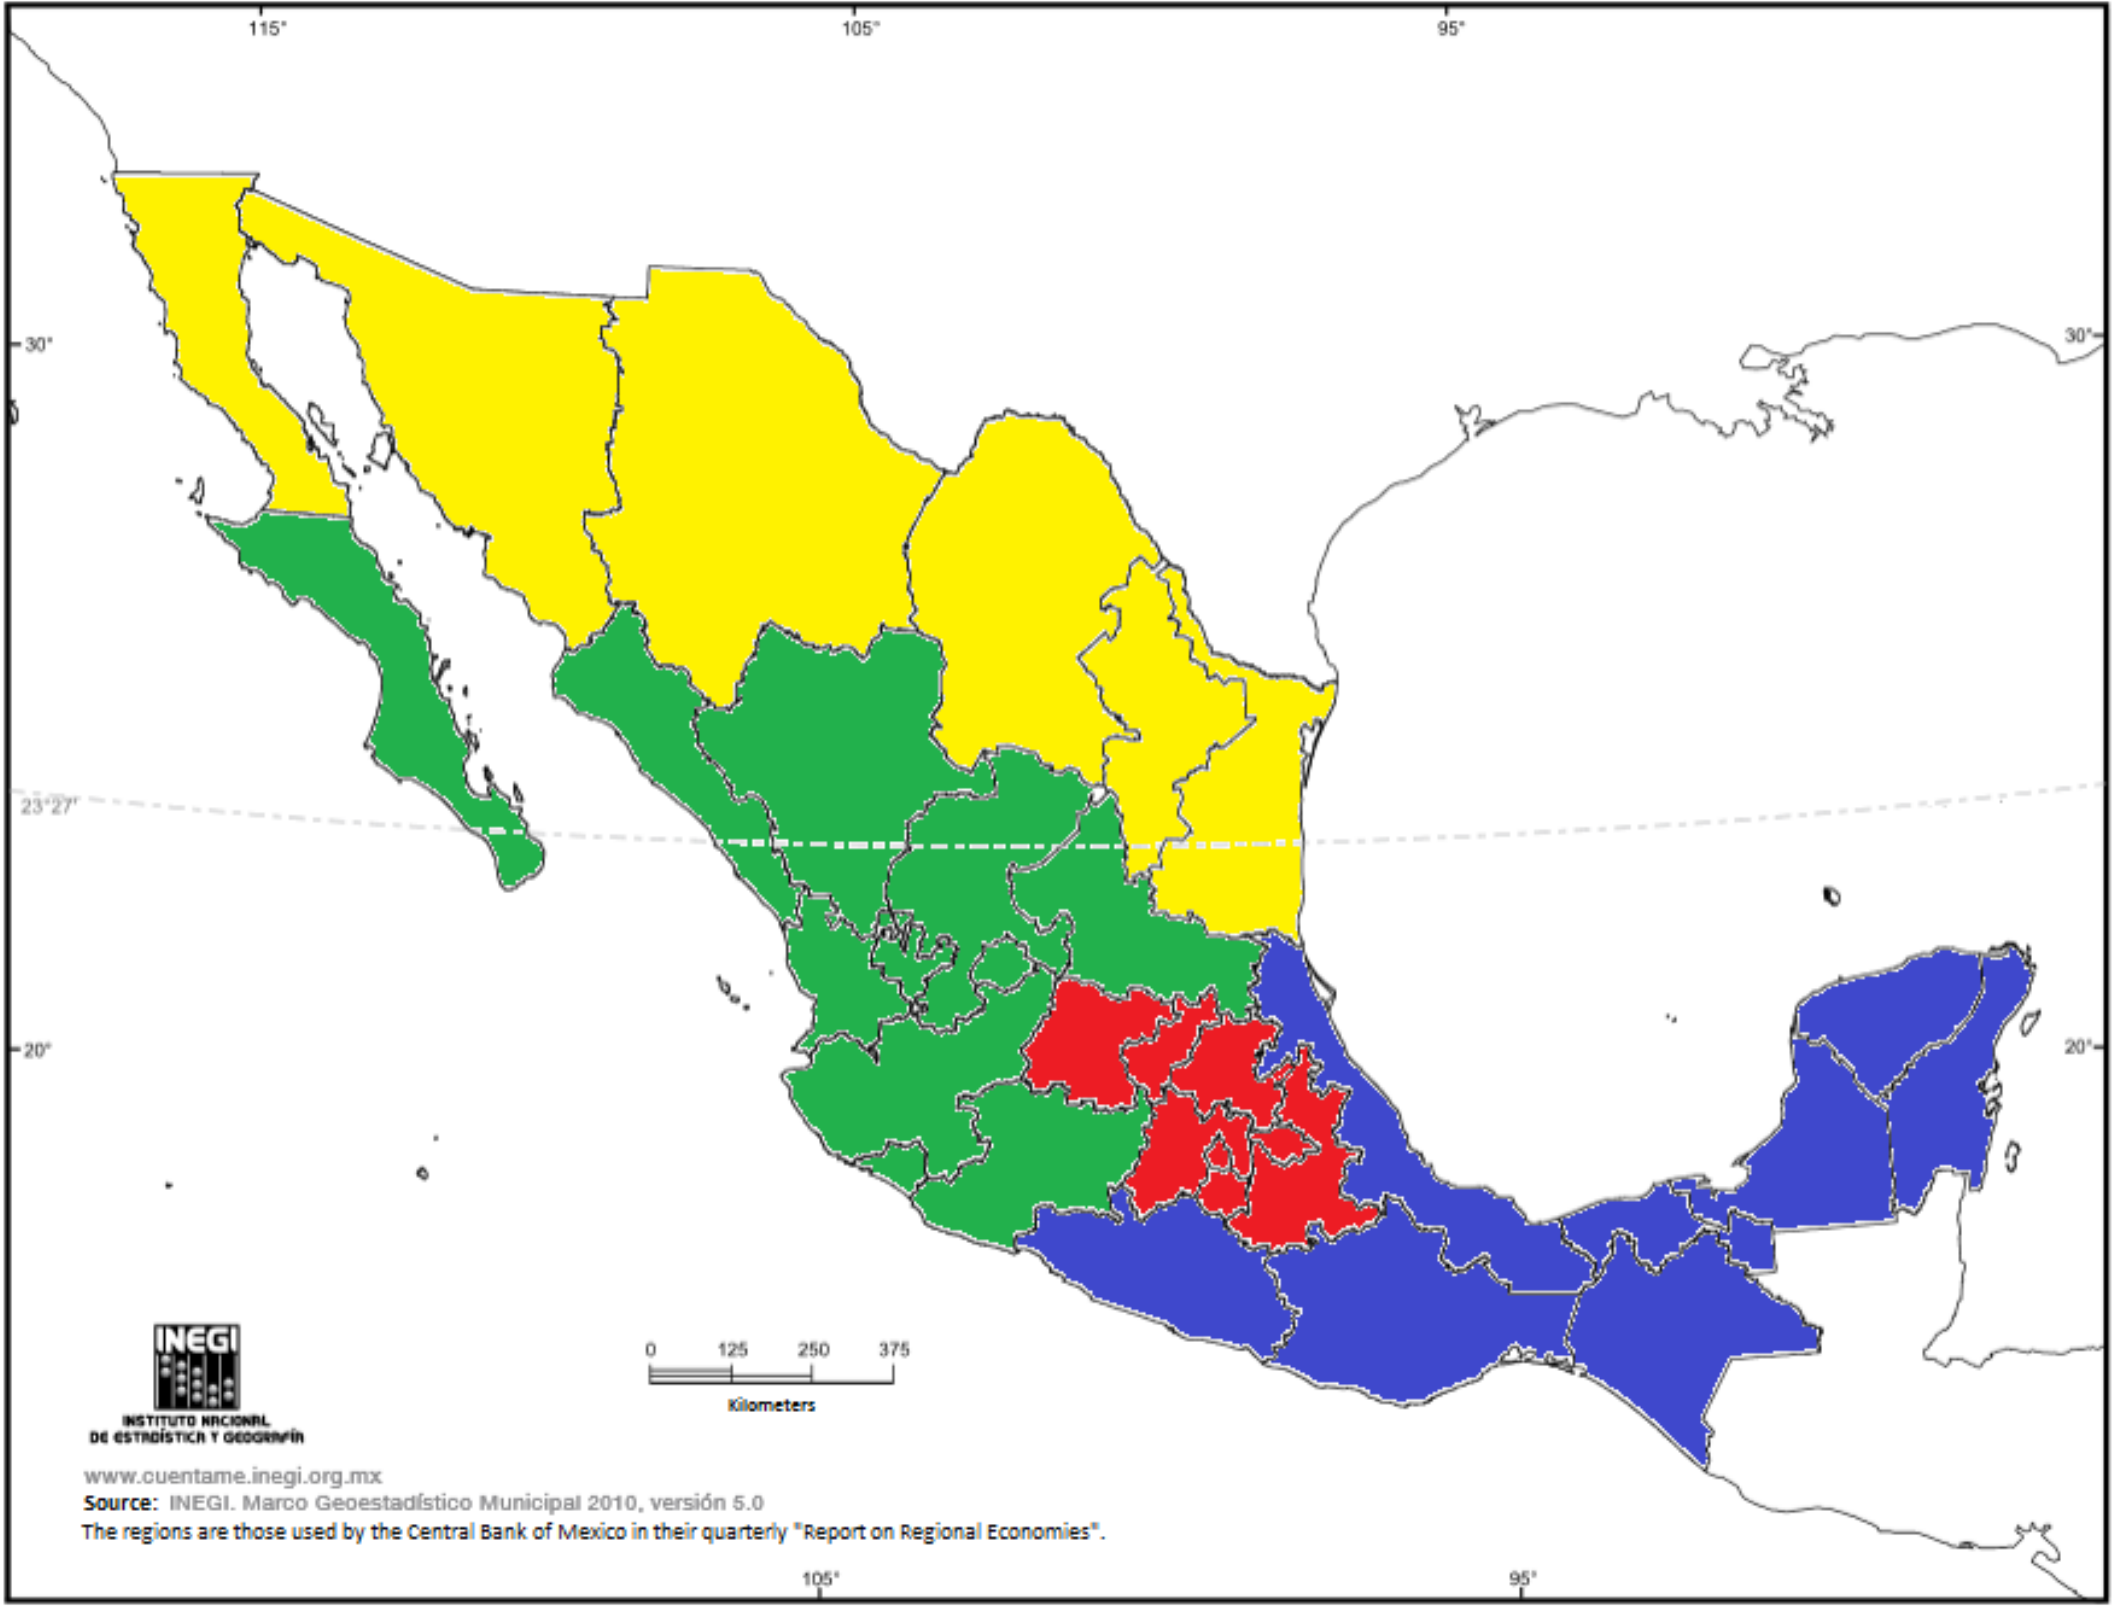 115°
105°
95°
30°
30°
23°27'
20°
20°
INEGI
INSTITUTO NACIONAL
DE ESTADÍSTICA Y GEOGRAFÍA
0 125 250 375
Kilometers
www.cuentame.inegi.org.mx
Source: INEGI. Marco Geoestadístico Municipal 2010, versión 5.0
The regions are those used by the Central Bank of Mexico in their quarterly "Report on Regional Economies".
105°
95°